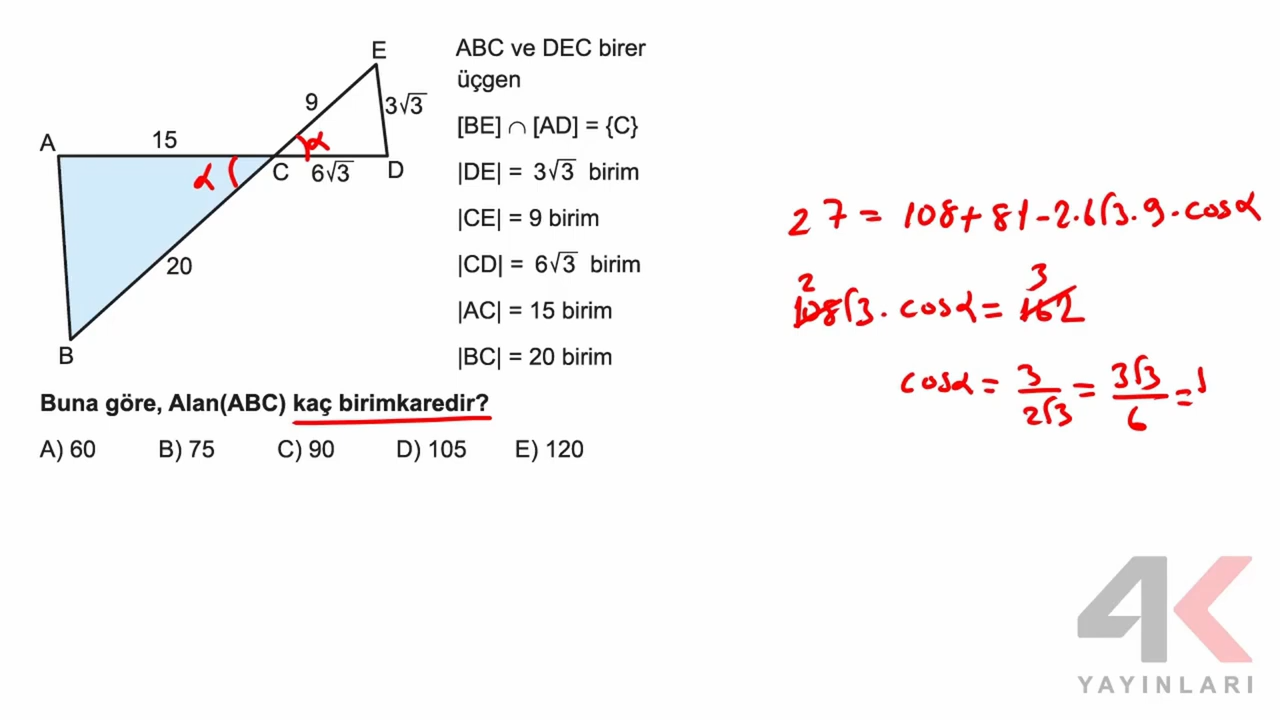 E
9
3√3
A
15
α
α
C
6√3
D
20
B
ABC ve DEC birer
üçgen
[BE] ∩ [AD] = {C}
|DE| = 3√3 birim
|CE| = 9 birim
|CD| = 6√3 birim
|AC| = 15 birim
|BC| = 20 birim
Buna göre, Alan(ABC) kaç birimkaredir?
A) 60 B) 75 C) 90 D) 105 E) 120
27 = 108 + 81 - 2.6√3.9.cosα
2 3
108√3 . cosα = 162
cosα = 3/2√3 = 3√3/6 =
4K
YAYINLARI